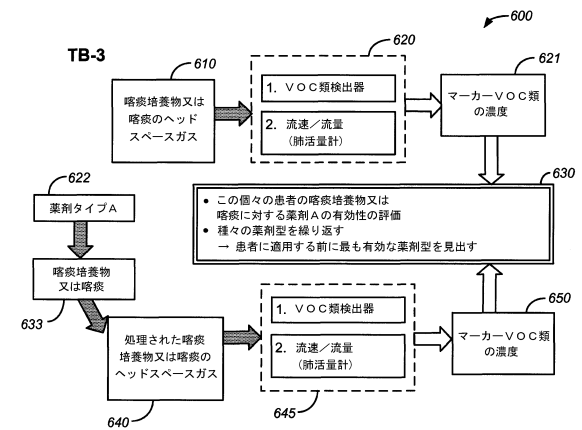 600
TB-3
610
喀痰培養物又は
喀痰のヘッド
スペースガス
620
1. ＶＯＣ類検出器
2. 流速／流量
(肺活量計)
621
マーカーＶＯＣ類
の濃度
622
薬剤タイプＡ
630
• この個々の患者の喀痰培養物又は
喀痰に対する薬剤Ａの有効性の評価
• 種々の薬剤型を繰り返す
→ 患者に適用する前に最も有効な薬剤型を見出す
喀痰培養物
又は喀痰
633
処理された喀痰
培養物又は喀痰の
ヘッドスペースガス
640
1. ＶＯＣ類検出器
2. 流速／流量
(肺活量計)
645
650
マーカーＶＯＣ類
の濃度